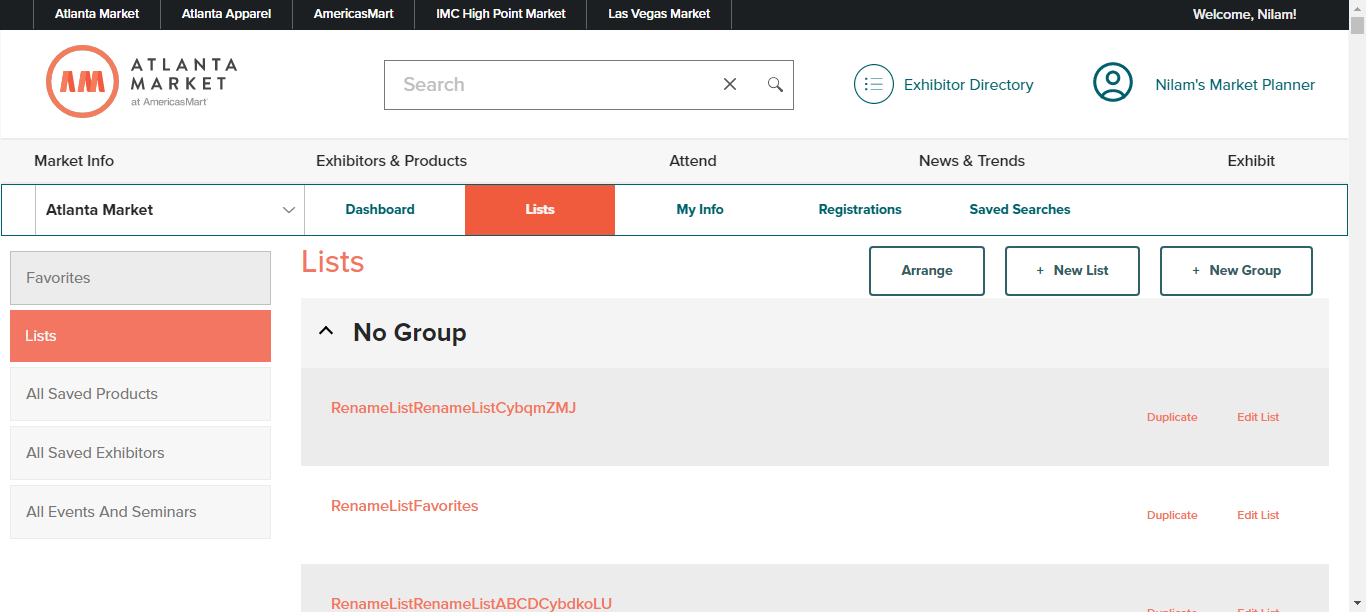 Atlanta Market Atlanta Apparel AmericasMart IMC High Point Market Las Vegas Market Welcome, Nilam!
ATLANTA
MARKET
at AmericasMart
Search
Exhibitor Directory
Nilam's Market Planner
Market Info Exhibitors & Products Attend News & Trends Exhibit
Atlanta Market Dashboard Lists My Info Registrations Saved Searches
Favorites
Lists
All Saved Products
All Saved Exhibitors
All Events And Seminars
Lists
Arrange + New List + New Group
No Group
RenameListRenameListCybqmZMJ
Duplicate Edit List
RenameListFavorites
Duplicate Edit List
RenameListRenameListABCDCybdkoLU
Duplicate Edit List